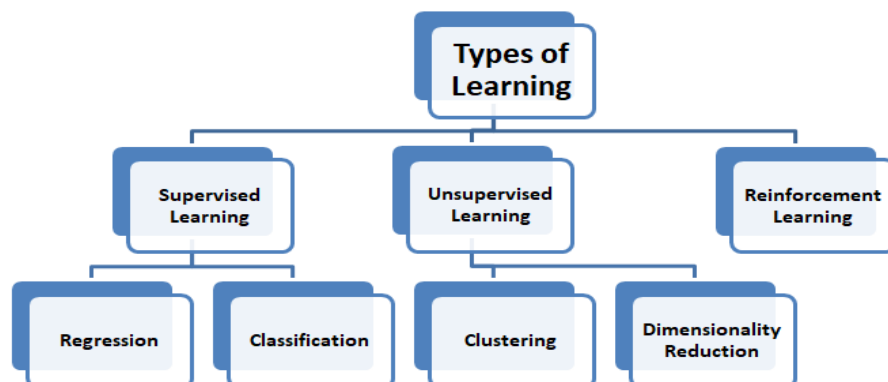 Types of
Learning
Supervised
Learning
Unsupervised
Learning
Reinforcement
Learning
Regression
Classification
Clustering
Dimensionality
Reduction